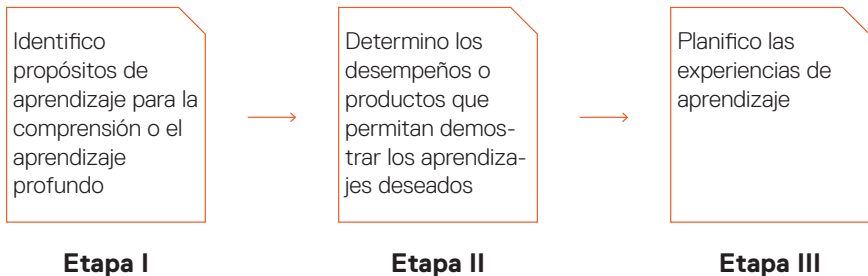 Identifico
propósitos de
aprendizaje para la
comprensión o el
aprendizaje
profundo
Determino los
desempeños o
productos que
permitan demos-
trar los aprendiza-
jes deseados
Planifico las
experiencias de
aprendizaje
Etapa I
Etapa II
Etapa III